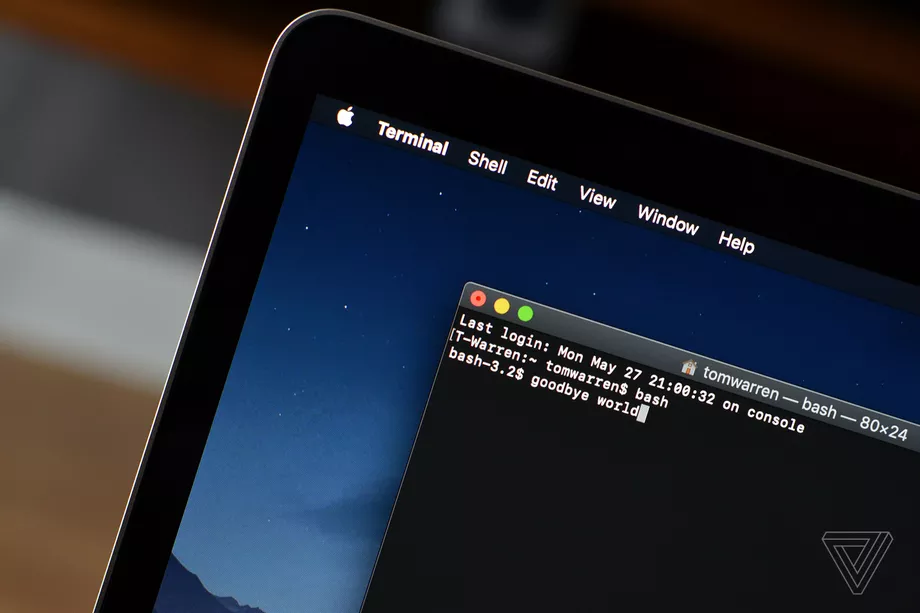 Terminal Shell Edit View Window Help
tomwarren — bash — 80×24
Last login: Mon May 27 21:00:32 on console
[T-Warren:~ tomwarren$ bash
bash-3.2$ goodbye world